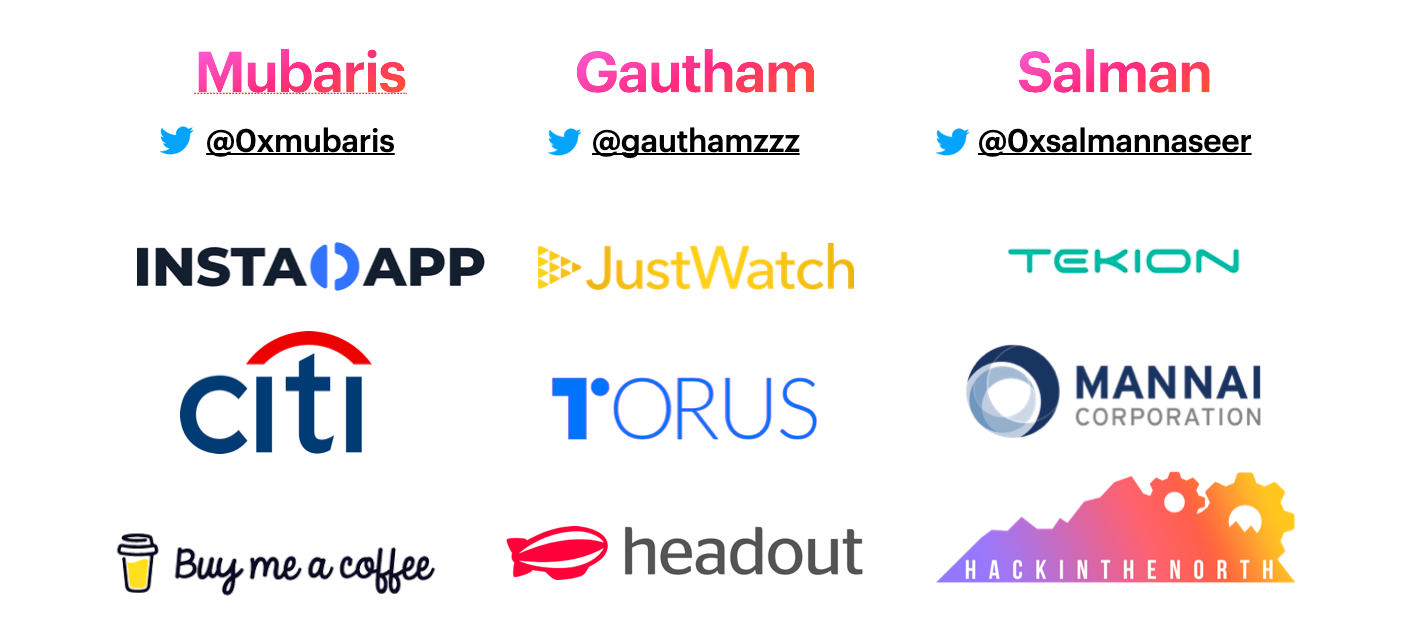 Mubaris
@0xmubaris
INSTADAPP
citi
Buy me a coffee
Gautham
@gauthamzzz
JustWatch
TORUS
headout
Salman
@0xsalmannaseer
TEKION
MANNAI
CORPORATION
HACKINTHENORTH